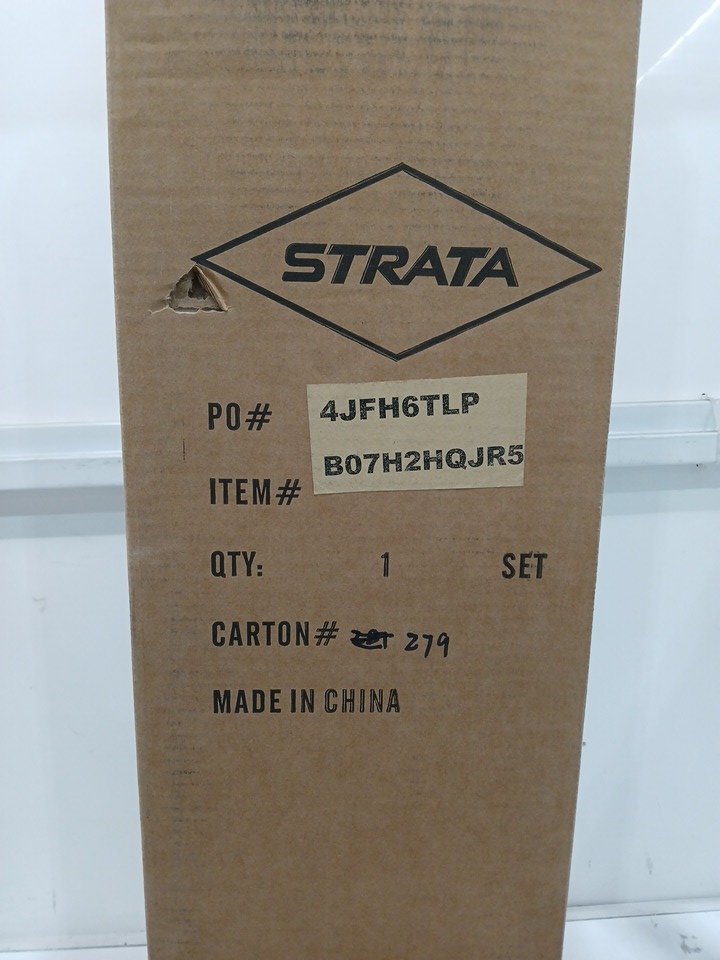 STRATA
PO# 4JFH6TLP
ITEM# B07H2HQJR5
QTY: 1 SET
CARTON# 279
MADE IN CHINA